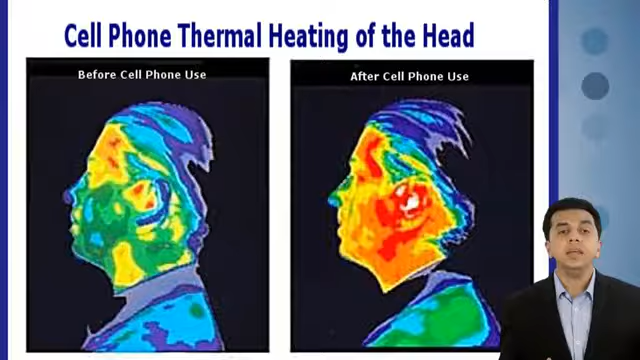 Cell Phone Thermal Heating of the Head
Before Cell Phone Use
After Cell Phone Use